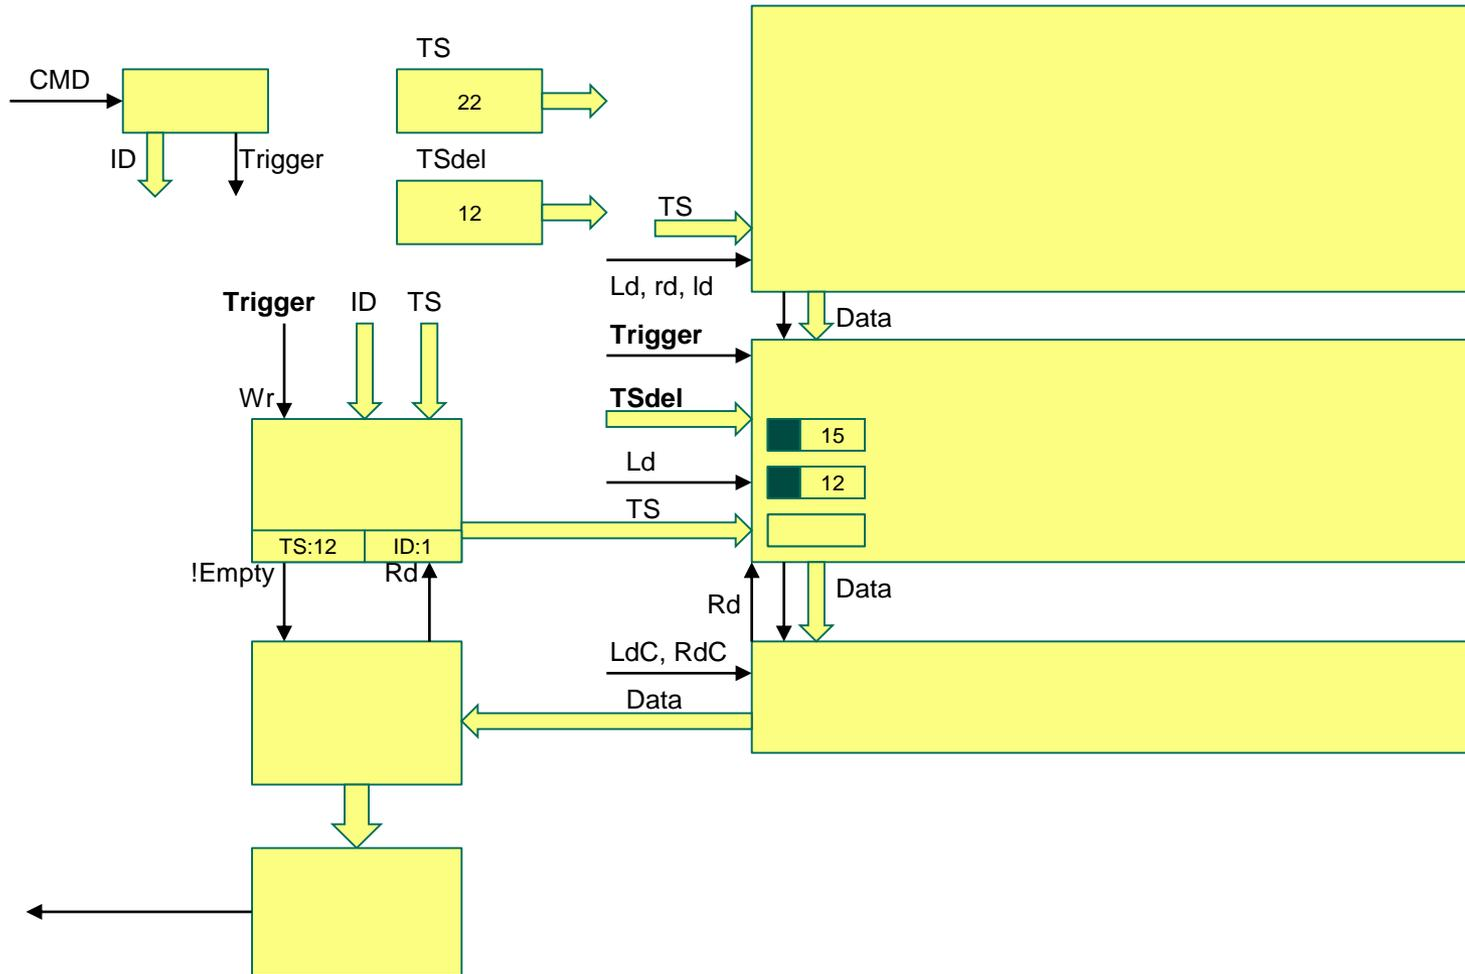 TS
CMD
22
ID
Trigger
TSdel
12
TS
Ld, rd, ld
Trigger
ID
TS
Data
Trigger
Wr
TSdel
15
Ld
12
TS
TS:12
ID:1
!Empty
Rd
Data
Rd
LdC, RdC
Data